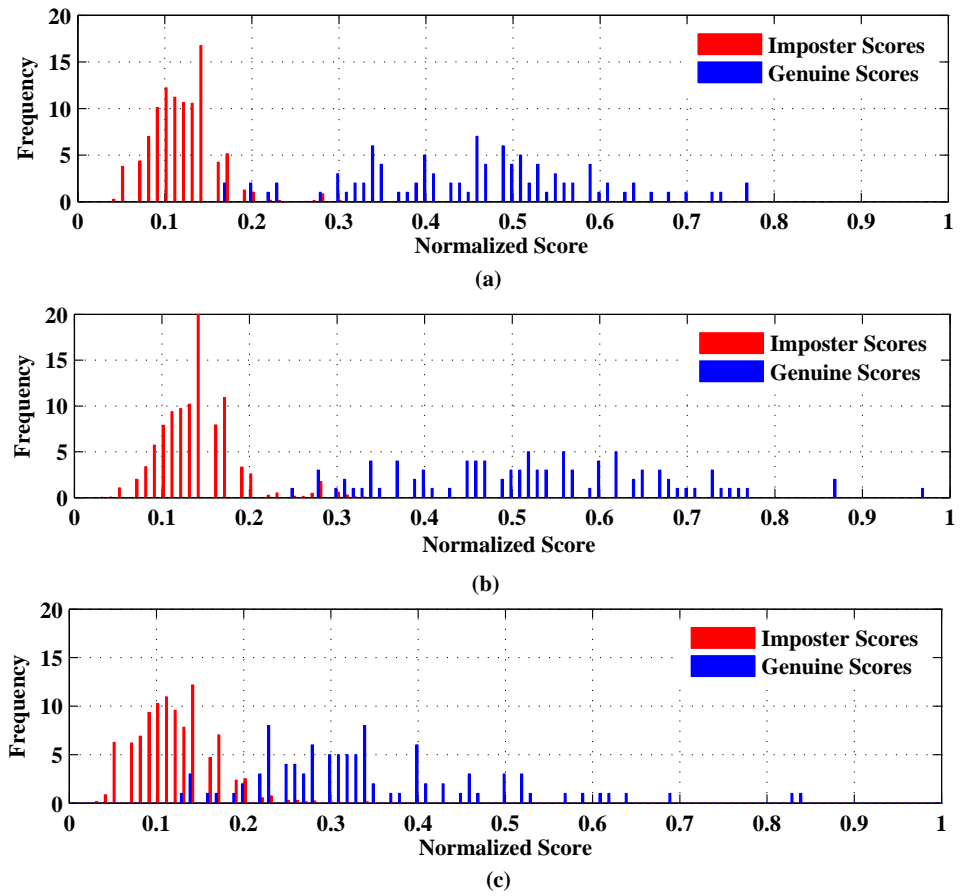 20
15
10
5
0
Frequency
Imposter Scores
Genuine Scores
0 0.1 0.2 0.3 0.4 0.5 0.6 0.7 0.8 0.9 1
Normalized Score
(a)
20
15
10
5
0
Frequency
Imposter Scores
Genuine Scores
0 0.1 0.2 0.3 0.4 0.5 0.6 0.7 0.8 0.9 1
Normalized Score
(b)
20
15
10
5
0
Frequency
Imposter Scores
Genuine Scores
0 0.1 0.2 0.3 0.4 0.5 0.6 0.7 0.8 0.9 1
Normalized Score
(c)